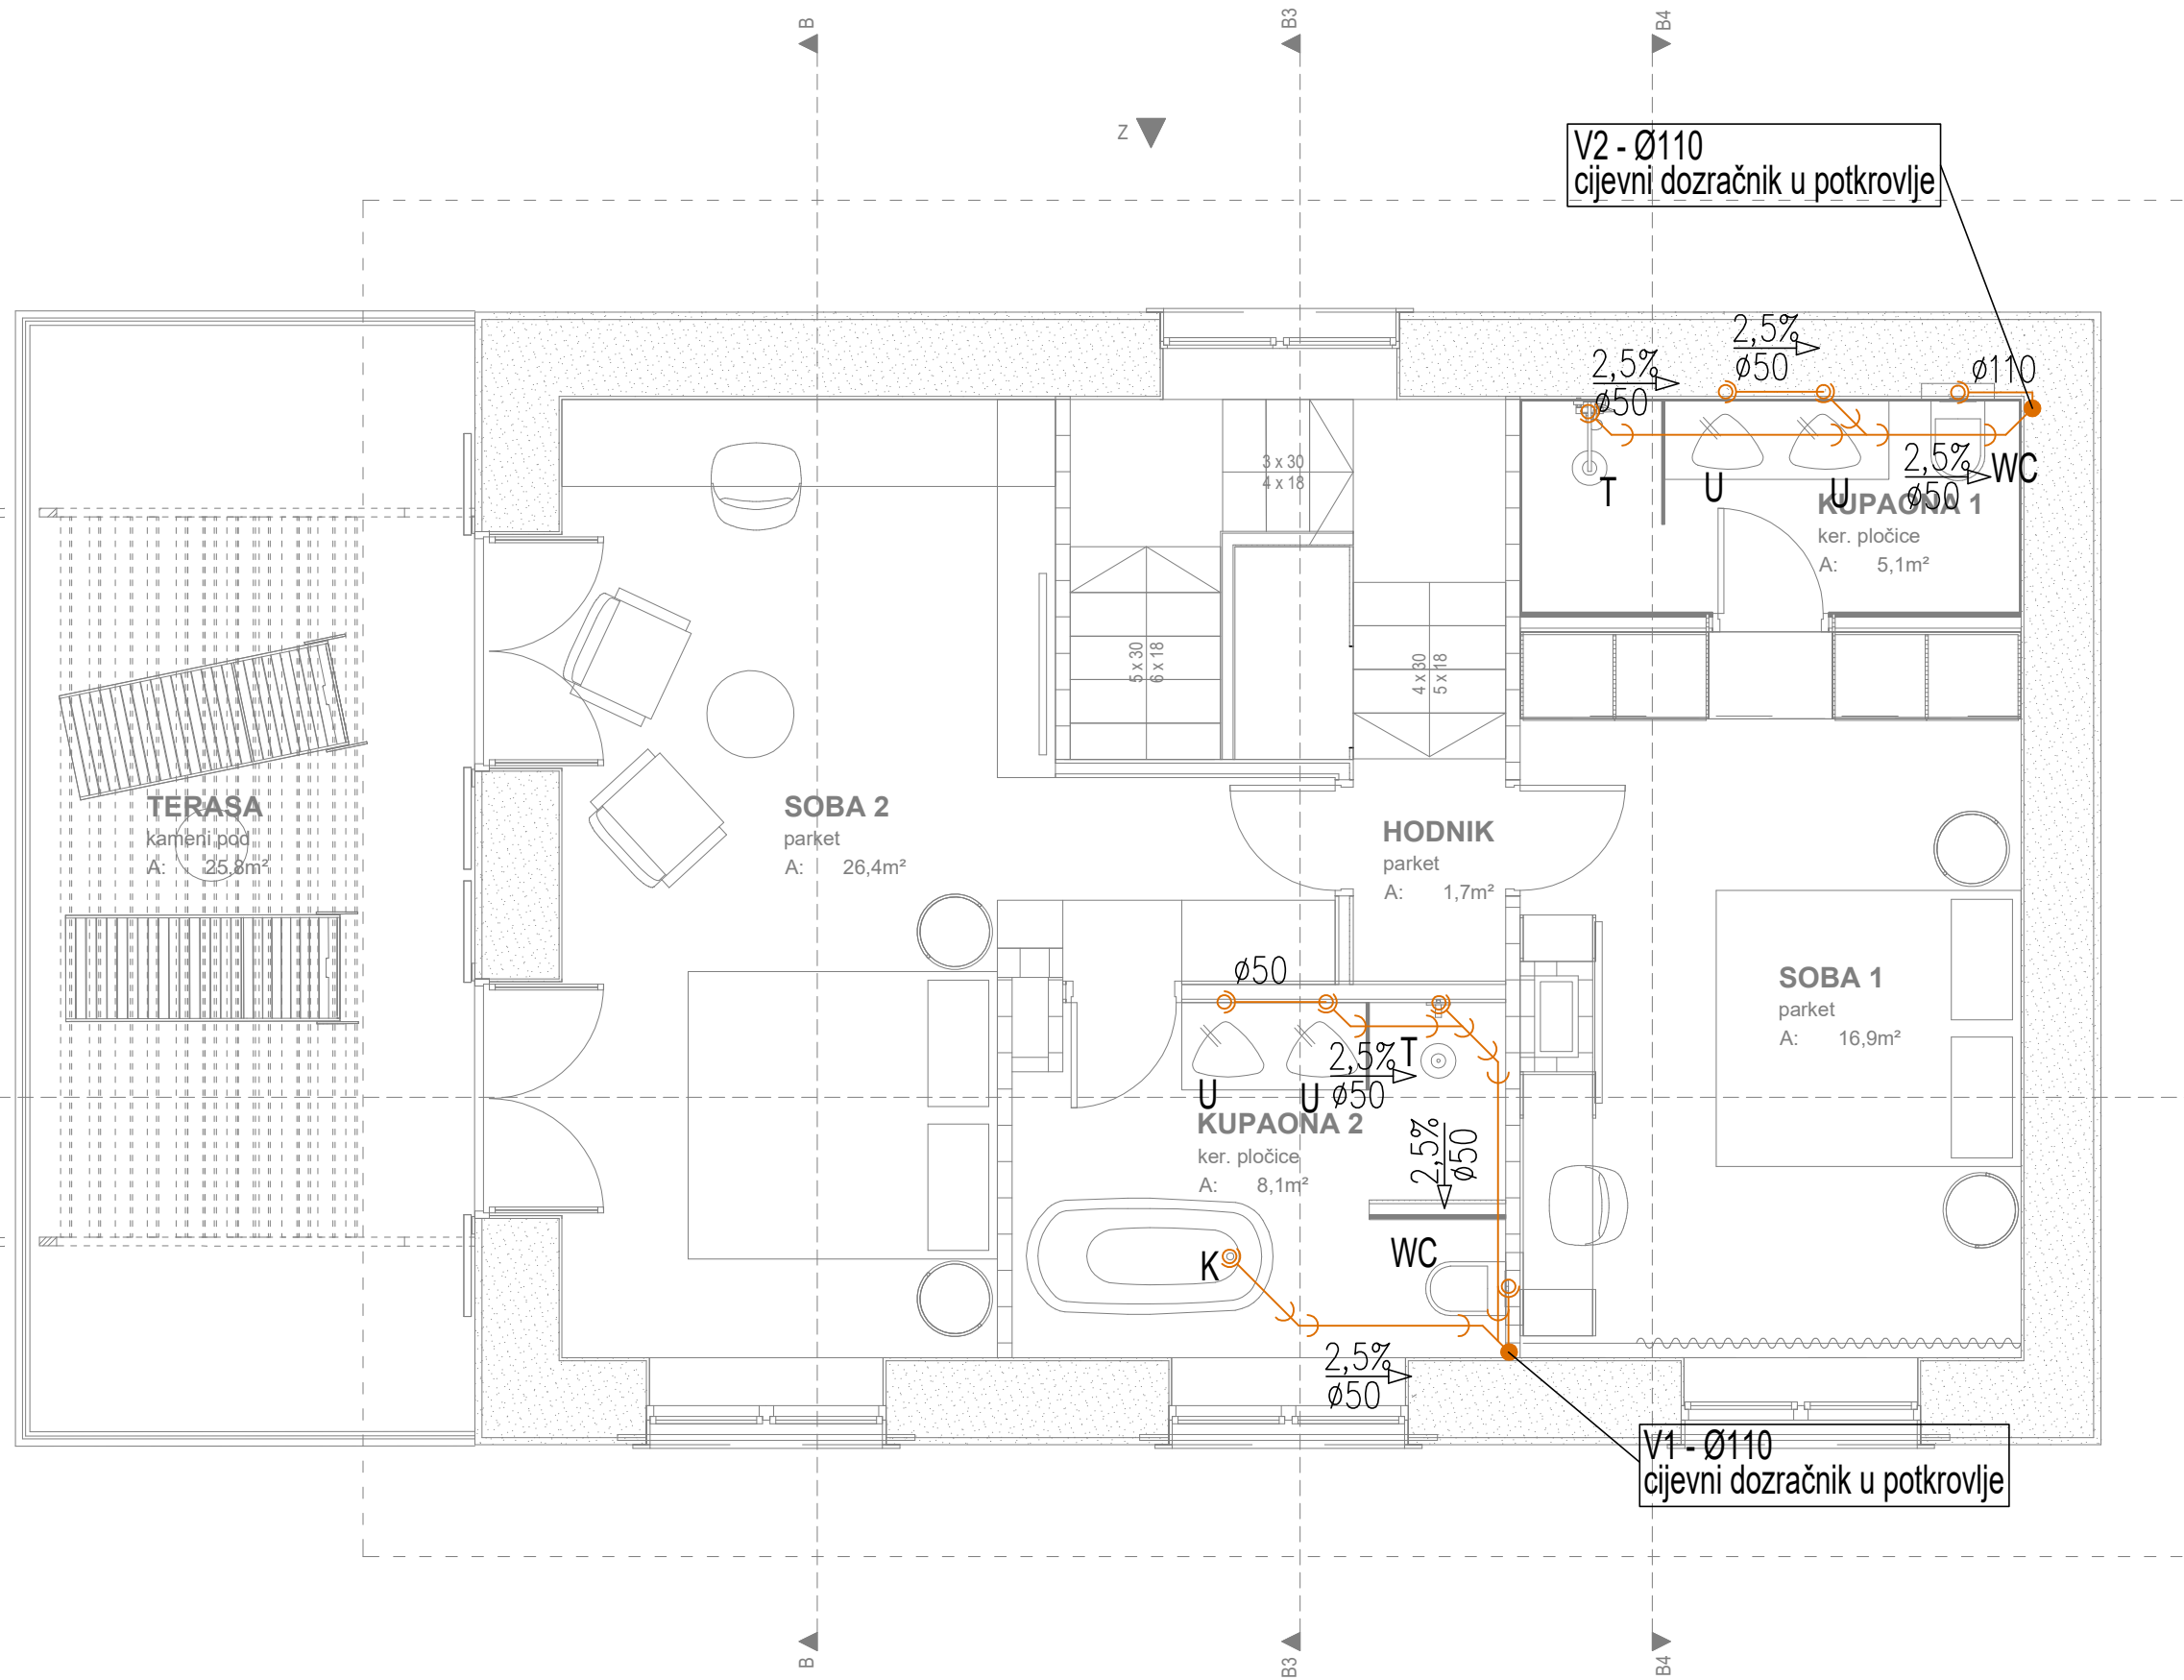 B
B3
B4
Z
V2 - Ø110
cijevni dozračnik u potkrovlje
2,5%
ø50
2,5%
ø50
ø110
2,5%
ø50
WC
T
U
U
KUPAONA 1
ker. pločice
A: 5,1m²
3 x 30
4 x 18
5 x 30
6 x 18
4 x 30
5 x 18
TERASA
kameni pod
A: 25,8m²
SOBA 2
parket
A: 26,4m²
HODNIK
parket
A: 1,7m²
SOBA 1
parket
A: 16,9m²
ø50
2,5%
ø50
T
U
U
KUPAONA 2
ker. pločice
A: 8,1m²
2,5%
ø50
K
WC
2,5%
ø50
V1 - Ø110
cijevni dozračnik u potkrovlje
B
B3
B4